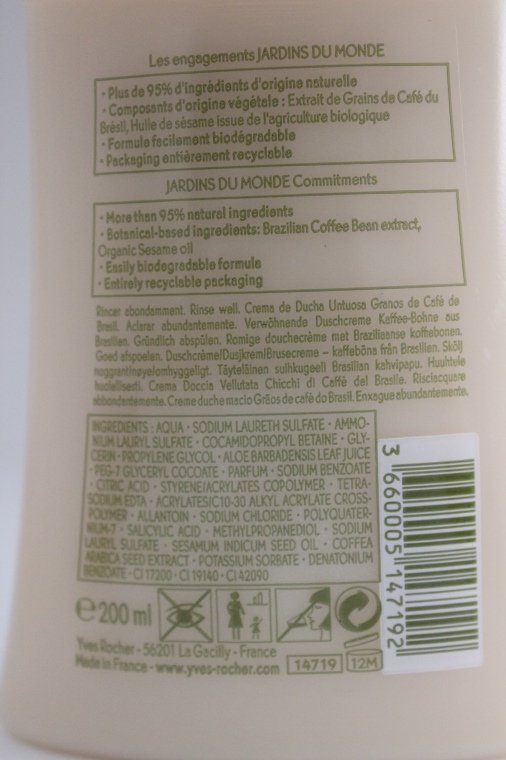 Les engagements JARDINS DU MONDE
• Plus de 95% d'ingrédients d'origine naturelle
• Composants d'origine végétale : Extrait de Grains de Café du
Brésil, Huile de sésame issue de l'agriculture biologique
• Formule facilement biodégradable
• Packaging entièrement recyclable
JARDINS DU MONDE Commitments
• More than 95% natural ingredients
• Botanical-based ingredients: Brazilian Coffee Bean extract,
Organic Sesame oil
• Easily biodegradable formula
• Entirely recyclable packaging
Rincer abondamment. Rinse well. Crema de Ducha Untuosa Granos de Café de
Brasil. Aclarar abundantemente. Verwöhnende Duschcreme Kaffee-Bohne aus
Brasilien. Gründlich abspülen. Romige douchecrème met Braziliaanse koffiebonen.
Goed afspoelen. Duschcrème/Dusjkrem/Brusecreme – kaffeböna från Brasilien. Skölj
noggrant/nøye/omhyggeligt. Täyteläinen suihkugeeli Brasilian kahvipapu. Huuhtele
huolellisesti. Crema Doccia Vellutata Chicchi di Caffè del Brasile. Risciacquare
abbondantemente. Creme duche macio Grãos de café do Brasil. Enxague abundantemente.
INGREDIENTS : AQUA • SODIUM LAURETH SULFATE • AMMO-
NIUM LAURYL SULFATE • COCAMIDOPROPYL BETAINE • GLY-
CERIN • PROPYLENE GLYCOL • ALOE BARBADENSIS LEAF JUICE
• PEG-7 GLYCERYL COCOATE • PARFUM • SODIUM BENZOATE
• CITRIC ACID • STYRENE/ACRYLATES COPOLYMER • TETRA-
SODIUM EDTA • ACRYLATES/C10-30 ALKYL ACRYLATE CROSS-
POLYMER • ALLANTOIN • SODIUM CHLORIDE • POLYQUATER-
NIUM-7 • SALICYLIC ACID • METHYLPROPANEDIOL • SODIUM
LAURYL SULFATE • SESAMUM INDICUM SEED OIL • COFFEA
ARABICA SEED EXTRACT • POTASSIUM SORBATE • DENATONIUM
BENZOATE • CI 17200 • CI 19140 • CI 42090
3 660005 147192
e 200 ml
Yves Rocher - 56201 La Gacilly - France
Made in France - www.yves-rocher.com 14719 12M